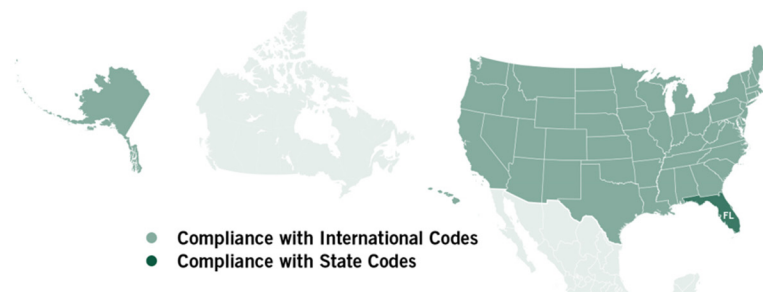 FL
Compliance with International Codes
Compliance with State Codes